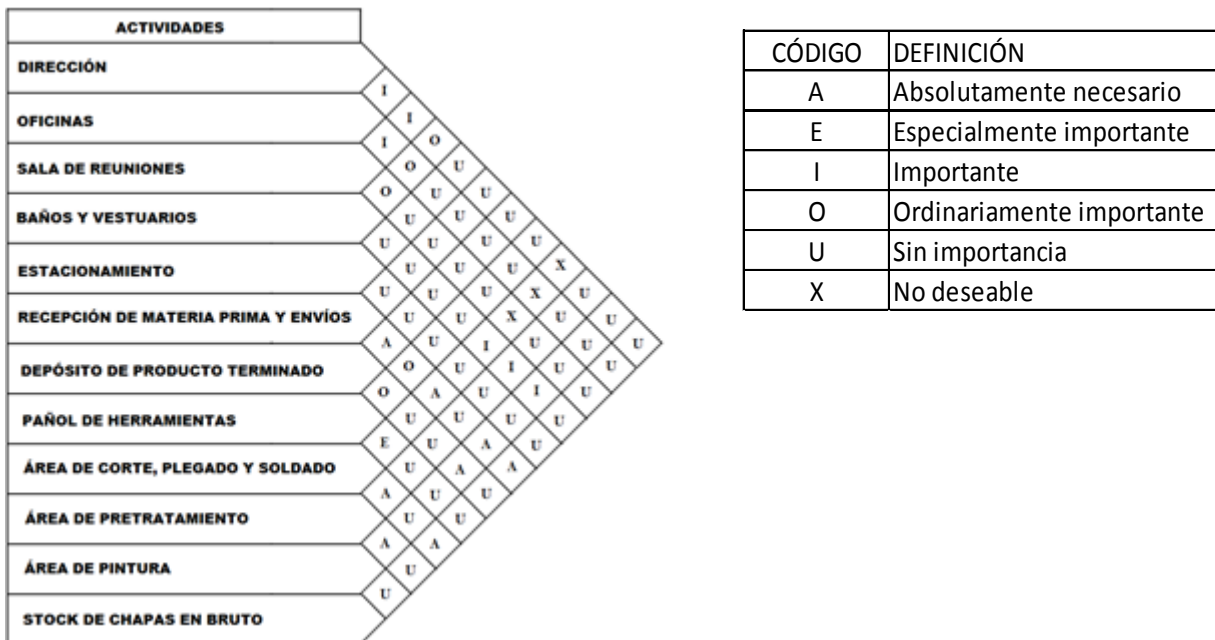 ACTIVIDADES
DIRECCIÓN
I
OFICINAS I
I O
SALA DE REUNIONES O U
O U U
BAÑOS Y VESTUARIOS U U U
U U U U
ESTACIONAMIENTO U U U X
U U U X U
RECEPCIÓN DE MATERIA PRIMA Y ENVÍOS U U X U U
A U I U U U
DEPÓSITO DE PRODUCTO TERMINADO O U I U U
O A U I U
PAÑOL DE HERRAMIENTAS U U U U
E U A U
ÁREA DE CORTE, PLEGADO Y SOLDADO U A A
A U U
ÁREA DE PRETRATAMIENTO U U
A A
ÁREA DE PINTURA U
U
STOCK DE CHAPAS EN BRUTO
CÓDIGO DEFINICIÓN
A Absolutamente necesario
E Especialmente importante
I Importante
O Ordinariamente importante
U Sin importancia
X No deseable